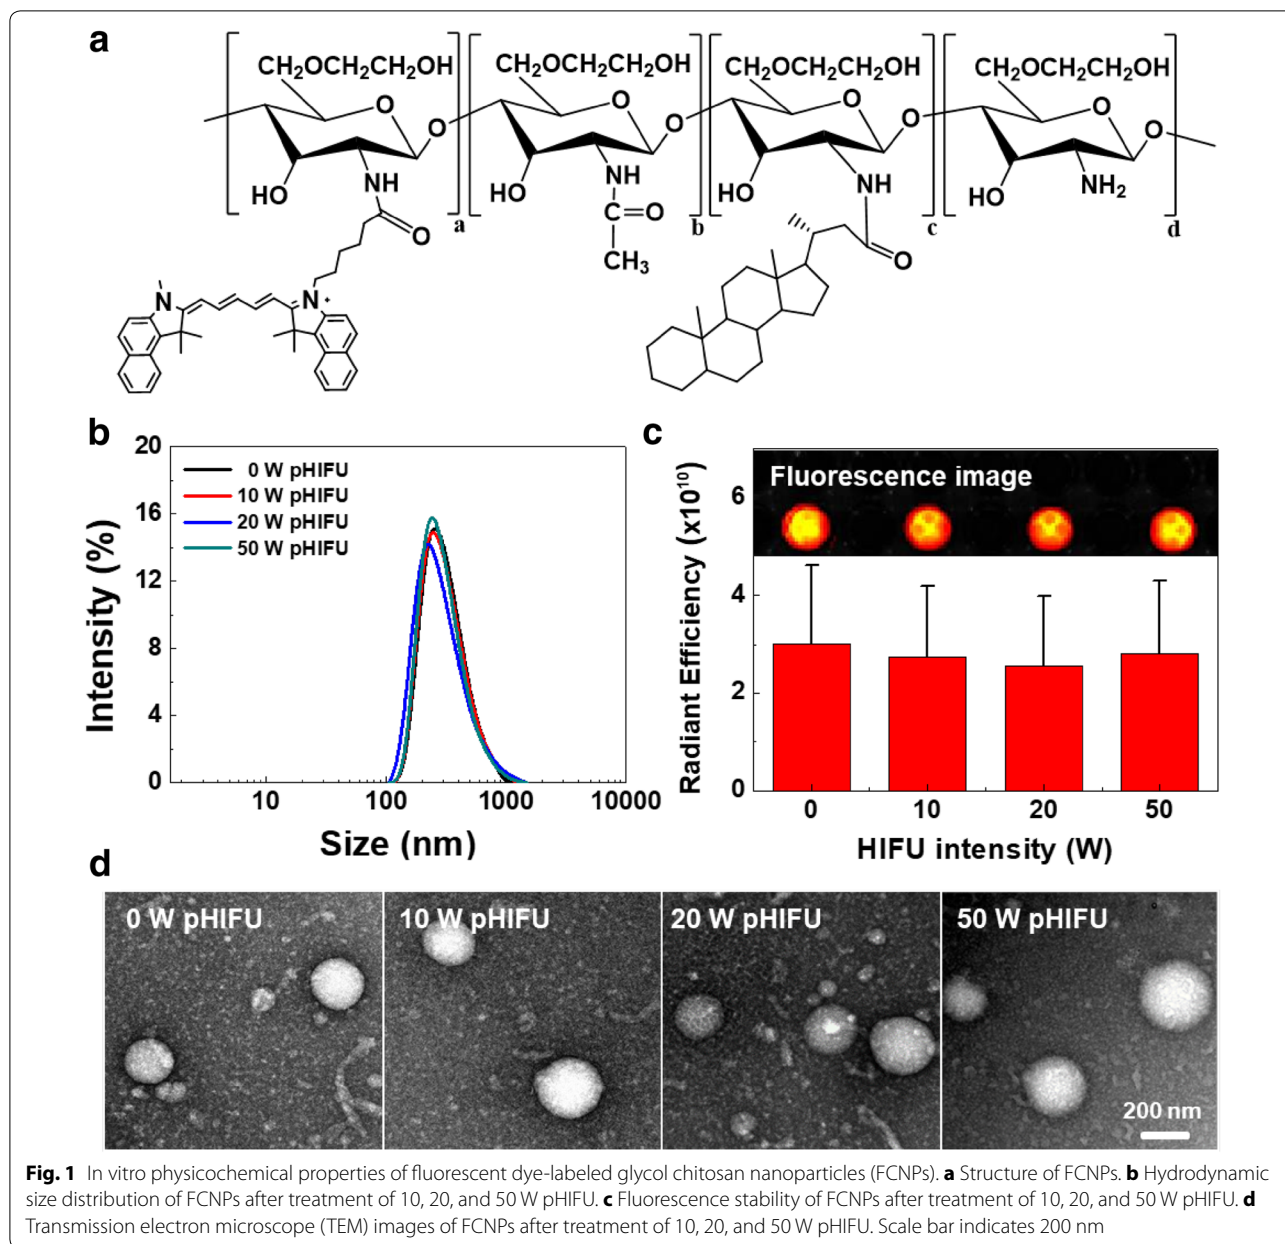 a
CH₂OCH₂CH₂OH CH₂OCH₂CH₂OH CH₂OCH₂CH₂OH CH₂OCH₂CH₂OH
O O O O
O O O O
HO NH HO NH HO NH HO NH₂
a b c d
O C=O O
CH₃
N N+
b
20
16
12
8
4
0
Intensity (%)
0 W pHIFU
10 W pHIFU
20 W pHIFU
50 W pHIFU
10 100 1000 10000
Size (nm)
c
Radiant Efficiency (x10¹⁰)
6
4
2
0
Fluorescence image
0 10 20 50
HIFU intensity (W)
d
0 W pHIFU 10 W pHIFU 20 W pHIFU 50 W pHIFU
200 nm
Fig. 1 In vitro physicochemical properties of fluorescent dye-labeled glycol chitosan nanoparticles (FCNPs). a Structure of FCNPs. b Hydrodynamic
size distribution of FCNPs after treatment of 10, 20, and 50 W pHIFU. c Fluorescence stability of FCNPs after treatment of 10, 20, and 50 W pHIFU. d
Transmission electron microscope (TEM) images of FCNPs after treatment of 10, 20, and 50 W pHIFU. Scale bar indicates 200 nm